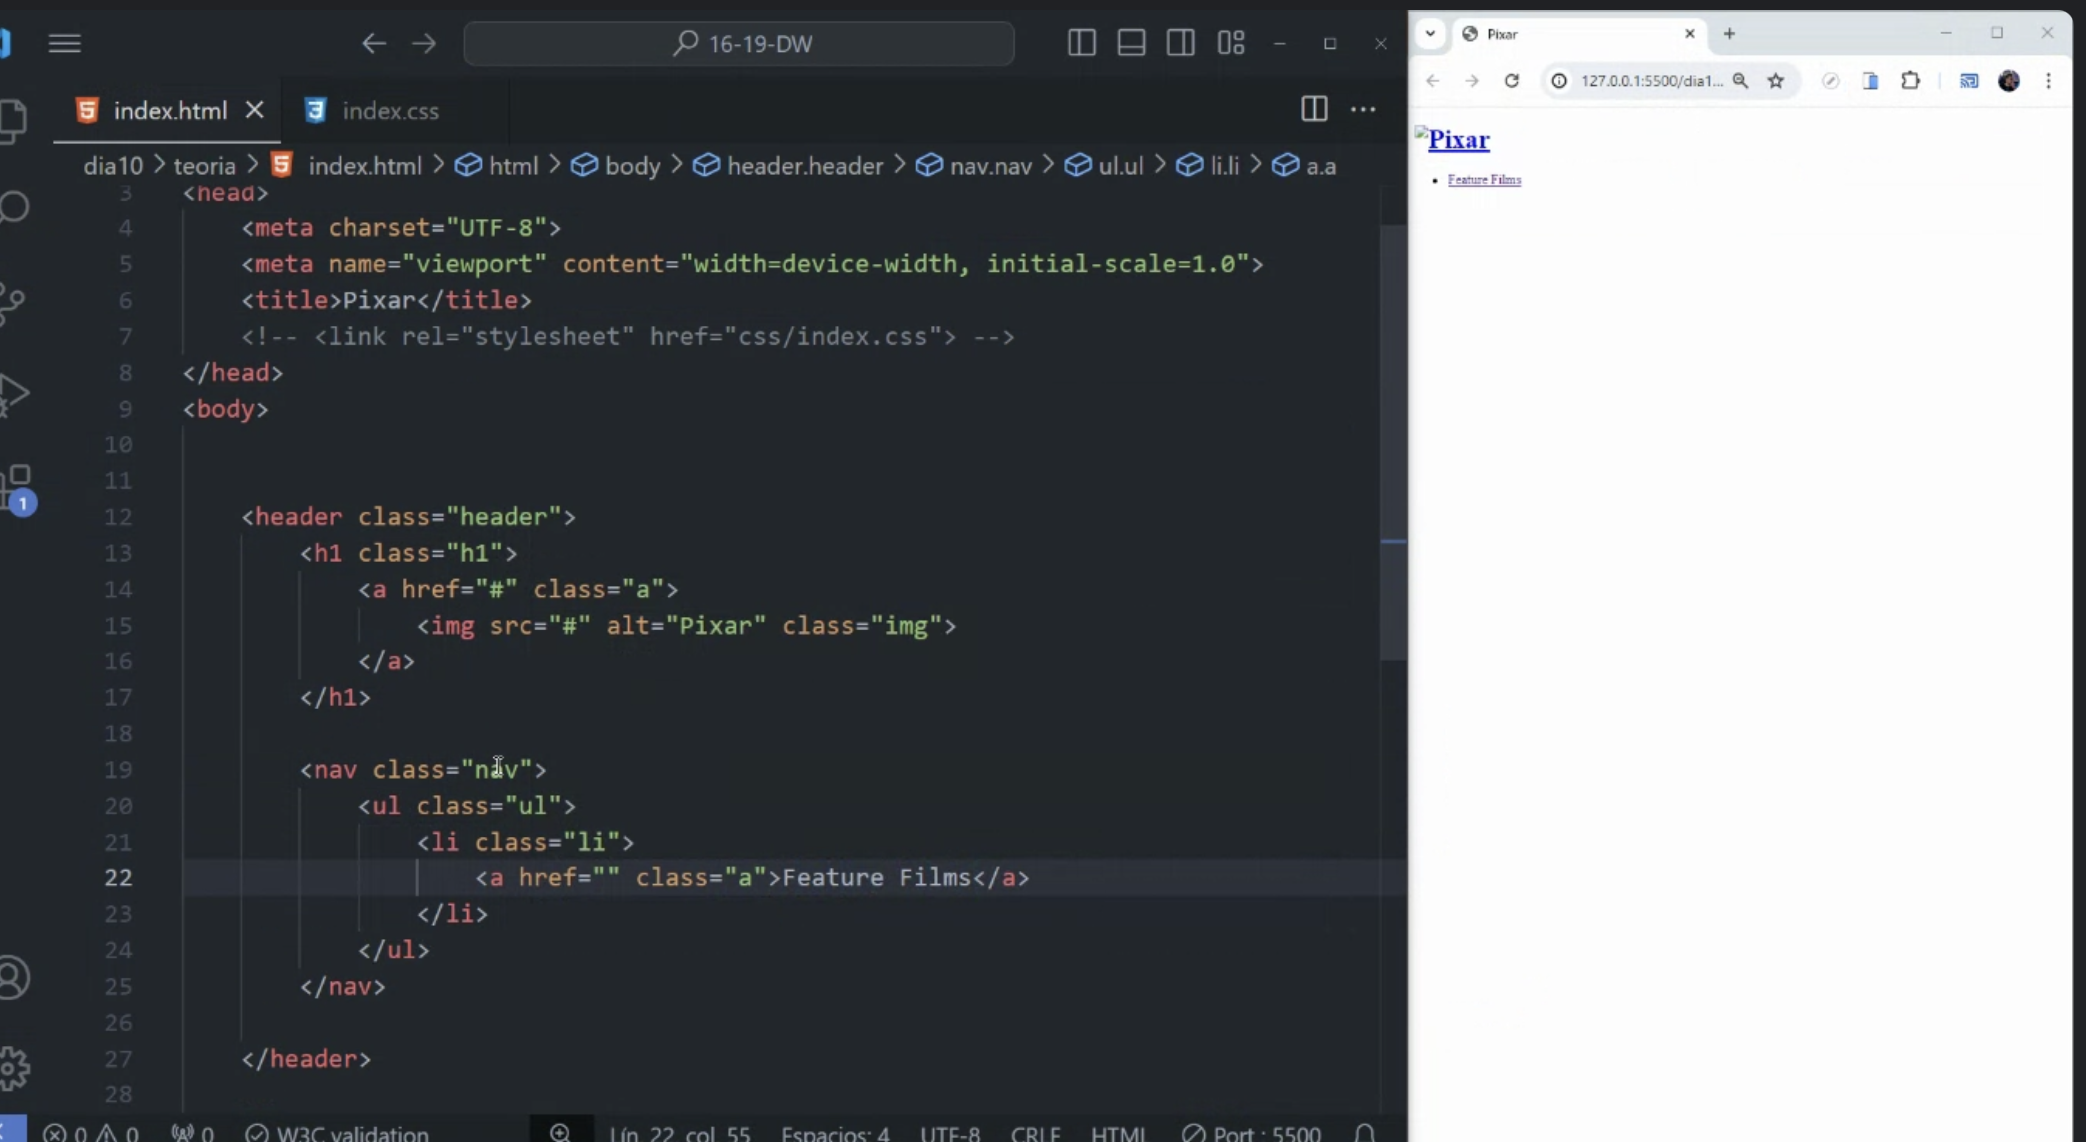 16-19-DW
index.html
index.css
dia10 > teoria > index.html > html > body > header.header > nav.nav > ul.ul > li.li > a.a
3 <head>
4 <meta charset="UTF-8">
5 <meta name="viewport" content="width=device-width, initial-scale=1.0">
6 <title>Pixar</title>
7 <!-- <link rel="stylesheet" href="css/index.css"> -->
8 </head>
9 <body>
10
11
12 <header class="header">
13 <h1 class="h1">
14 <a href="#" class="a">
15 <img src="#" alt="Pixar" class="img">
16 </a>
17 </h1>
18
19 <nav class="nav">
20 <ul class="ul">
21 <li class="li">
22 <a href="" class="a">Feature Films</a>
23 </li>
24 </ul>
25 </nav>
26
27 </header>
28
1
0 0 0 W3C validation Lín. 22, col. 55 Espacios: 4 UTF-8 CRLF HTML Port : 5500
Pixar
127.0.0.1:5500/dia1...
Pixar
Feature Films